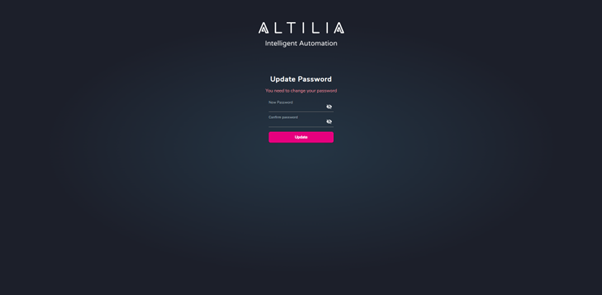 ALTILIA
Intelligent Automation
Update Password
You need to change your password
New Password
Confirm password
Update